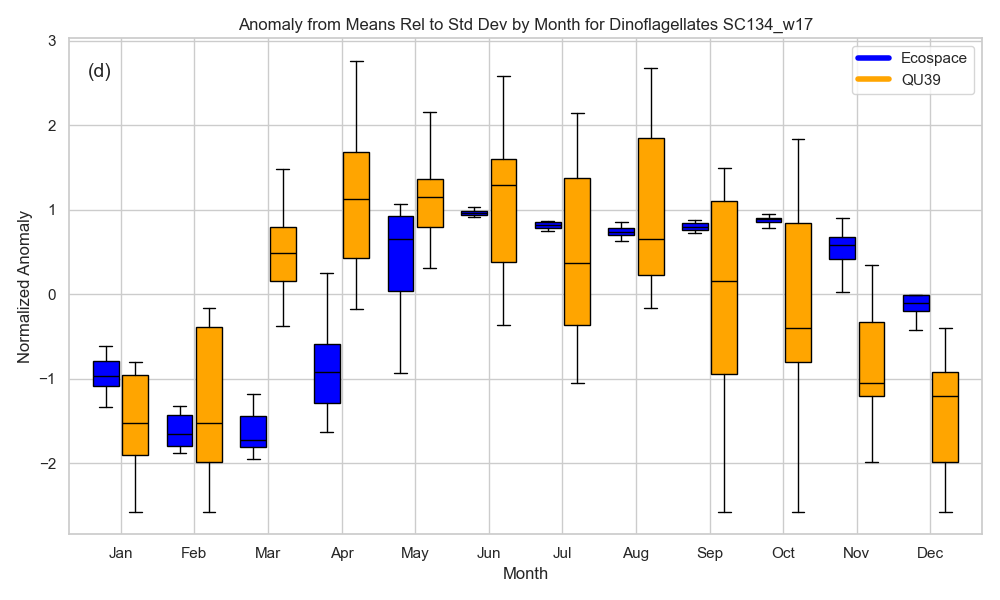 Anomaly from Means Rel to Std Dev by Month for Dinoflagellates SC134_w17
(d)
Ecospace
QU39
Normalized Anomaly
3
2
1
0
−1
−2
Jan Feb Mar Apr May Jun Jul Aug Sep Oct Nov Dec
Month